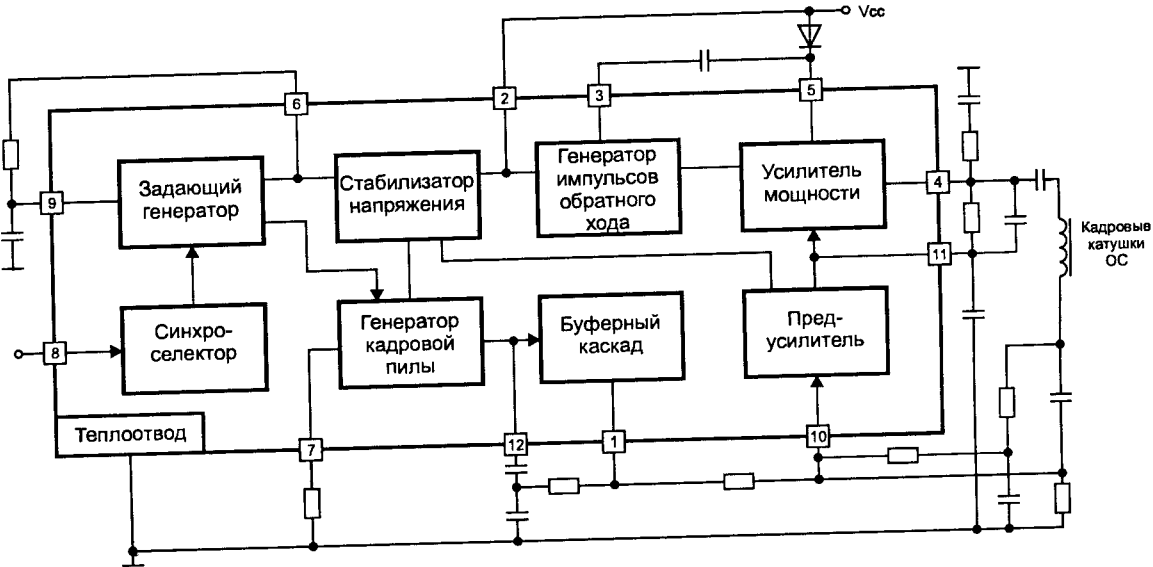 Vcc
6
2
3
5
Задающий
генератор
Стабилизатор
напряжения
Генератор
импульсов
обратного
хода
Усилитель
мощности
9
4
11
Кадровые
катушки
ОС
8
Синхро-
селектор
Генератор
кадровой
пилы
Буферный
каскад
Пред-
усилитель
Теплоотвод
7
12
1
10